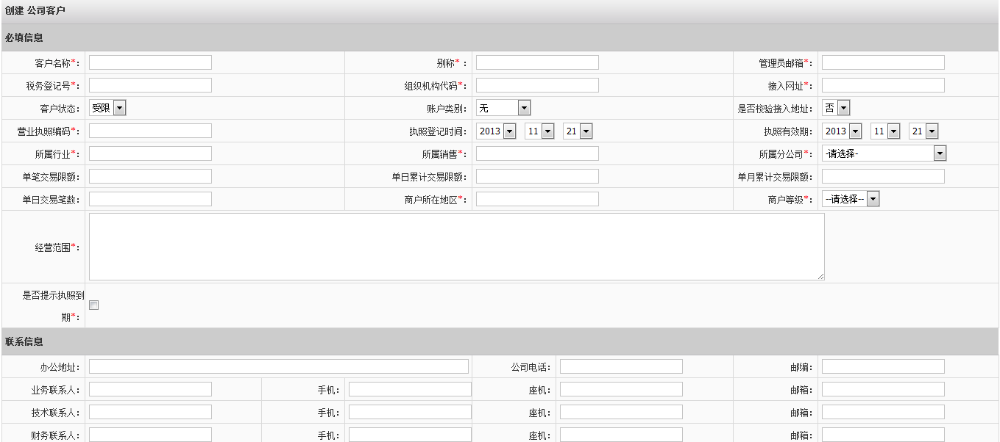 创建 公司客户
必填信息
客户名称*： 别称* ： 管理员邮箱*：
税务登记号*： 组织机构代码*： 接入网址*：
客户状态： 受限 账户类别： 无 是否校验接入地址： 否
营业执照编码*： 执照登记时间： 2013 11 21 执照有效期： 2013 11 21
所属行业*： 所属销售*： 所属分公司*： -请选择-
单笔交易限额： 单日累计交易限额： 单月累计交易限额：
单日交易笔数： 商户所在地区*： 商户等级*： --请选择--
经营范围*：
是否提示执照到
期*：
联系信息
办公地址： 公司电话： 邮编：
业务联系人： 手机： 座机： 邮箱：
技术联系人： 手机： 座机： 邮箱：
财务联系人： 手机： 座机： 邮箱：